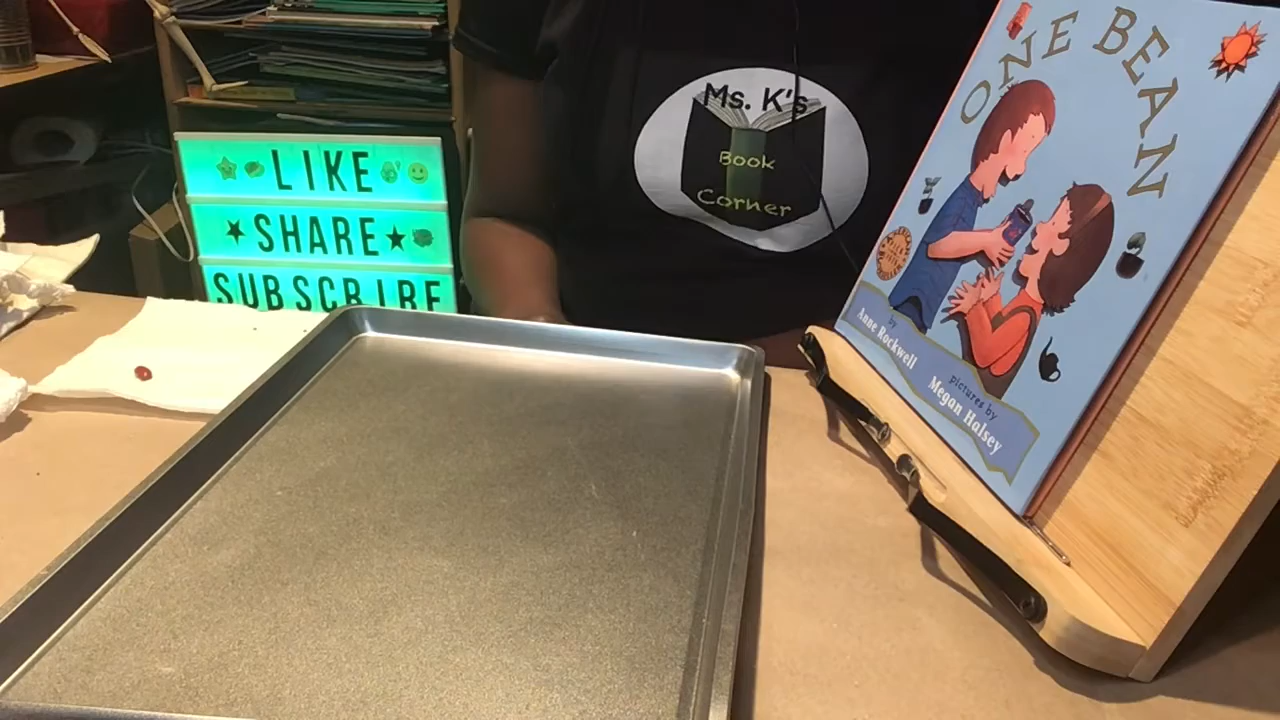 LIKE
SHARE
SUBSCRIBE
Ms. K's
Book
Corner
ONE BEAN
by
Anne Rockwell
pictures by
Megan Halsey